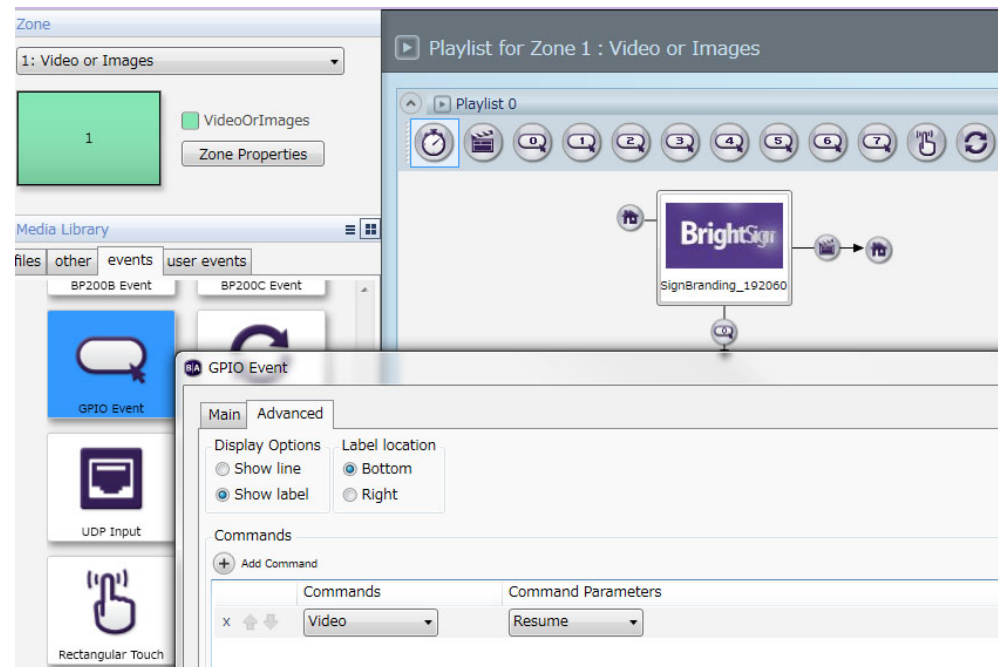 Zone
1: Video or Images
1
VideoOrImages
Zone Properties
Media Library
files other events user events
BP200B Event BP200C Event
GPIO Event
UDP Input
Rectangular Touch
Playlist for Zone 1 : Video or Images
Playlist 0
0 1 2 3 4 5 6 7
BrightSign
SignBranding_192060
0
BA GPIO Event
Main Advanced
Display Options Label location
Show line Bottom
Show label Right
Commands
Add Command
Commands Command Parameters
x Video Resume